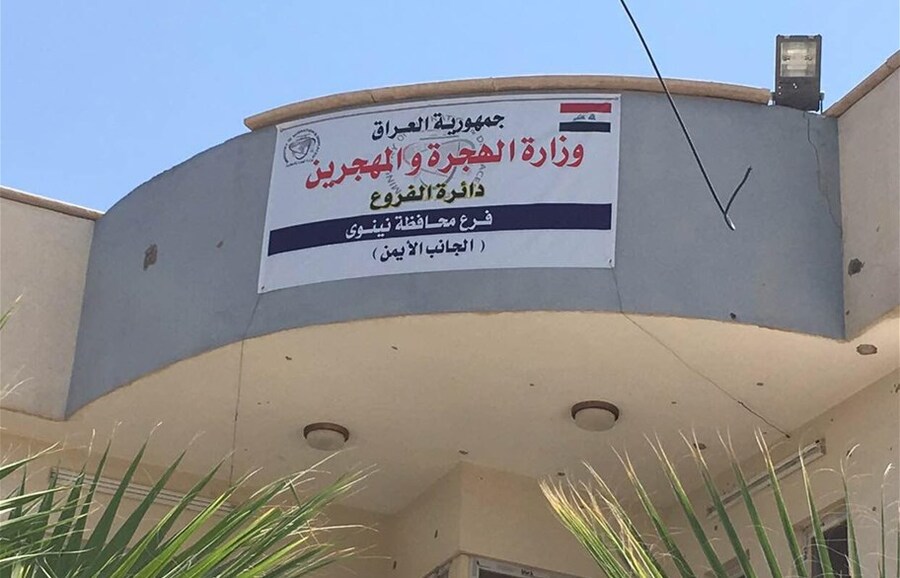 جمهورية العراق
وزارة الهجرة والمهجرين
دائرة الفروع
فرع محافظة نينوى
( الجانب الأيمن )